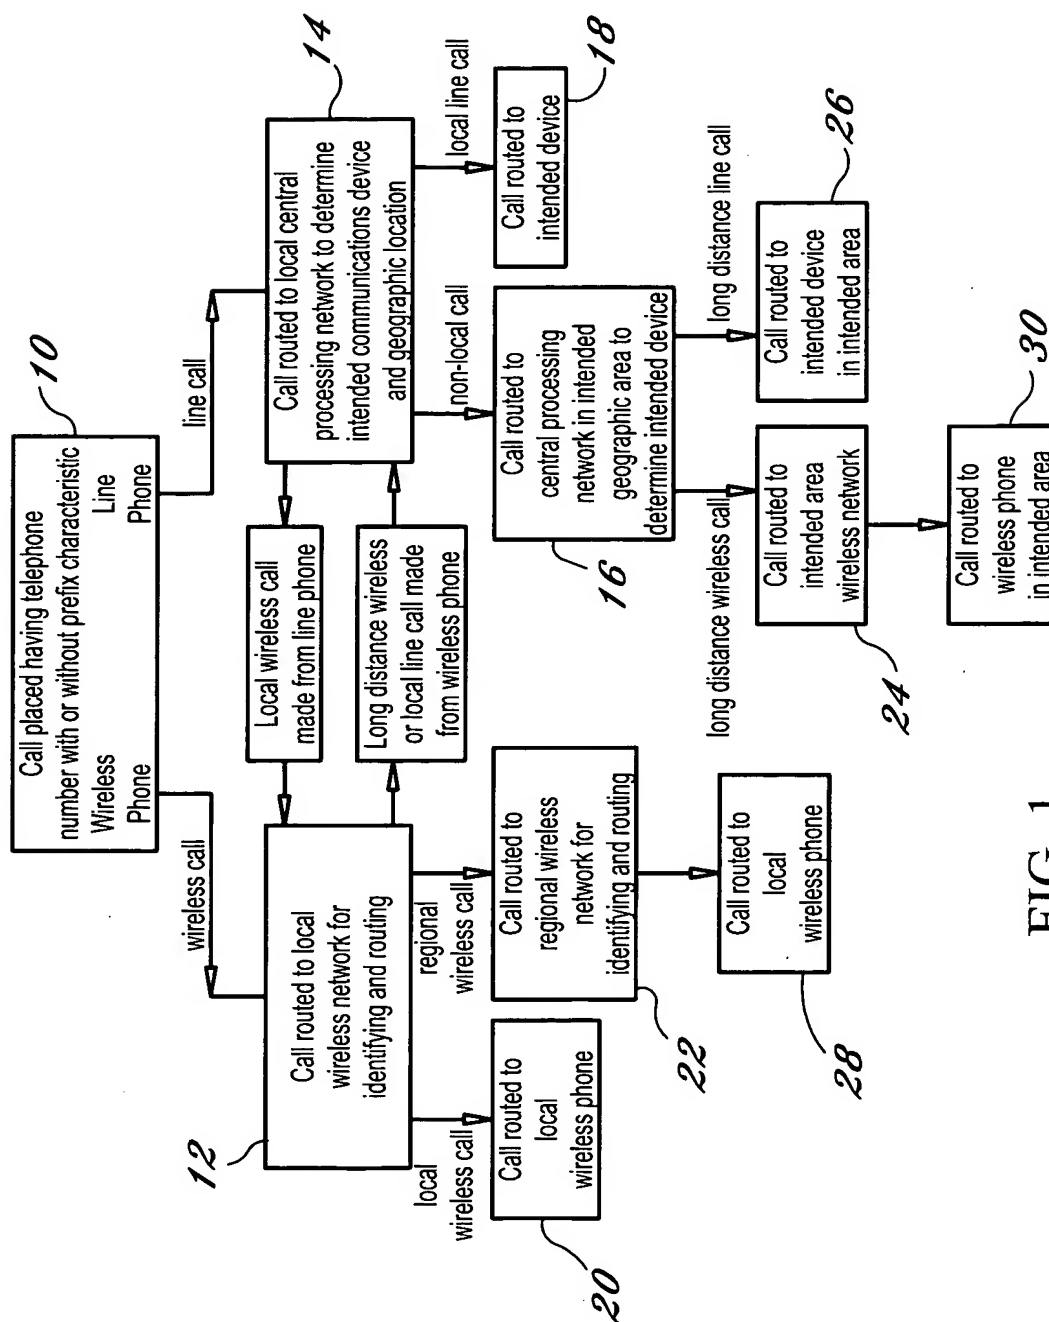 Call placed having telephone
number with or without prefix characteristic
Wireless Line
Phone Phone
10
wireless call
line call
12
Call routed to local
wireless network for
identifying and routing
Local wireless call
made from line phone
Long distance wireless
or local line call made
from wireless phone
14
Call routed to local central
processing network to determine
intended communications device
and geographic location
local
wireless call
regional
wireless call
non-local call
local line call
20
Call routed to
local
wireless phone
22
Call routed to
regional wireless
network for
identifying and routing
16
Call routed to
central processing
network in intended
geographic area to
determine intended device
18
Call routed to
intended device
long distance wireless call
long distance line call
28
Call routed to
local
wireless phone
24
Call routed to
intended area
wireless network
26
Call routed to
intended device
in intended area
30
Call routed to
wireless phone
in intended area
FIG. 1